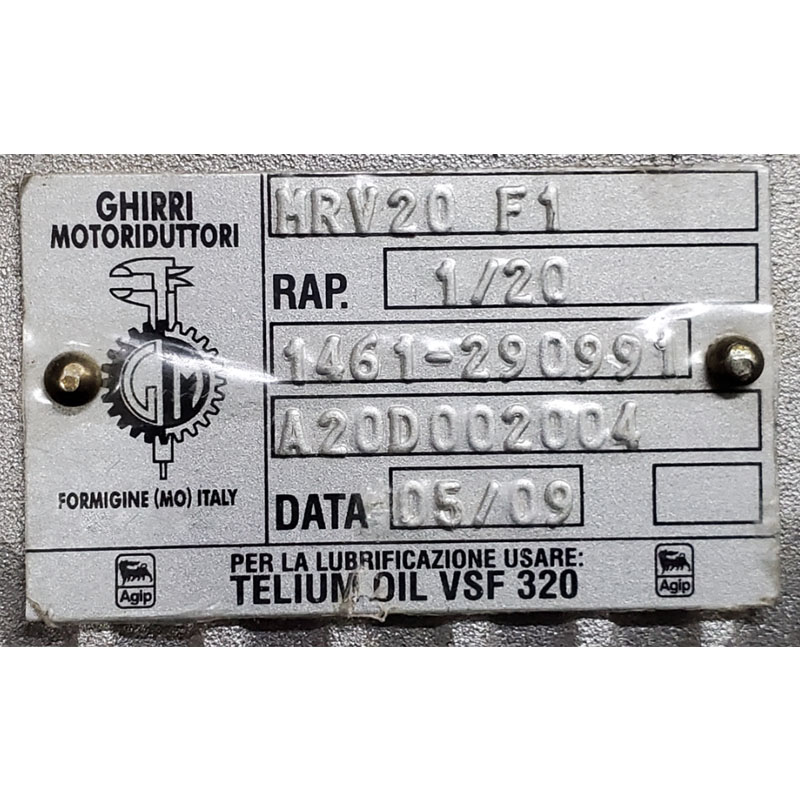 GHIRRI
MOTORIDUTTORI
GM
FORMIGINE (MO) ITALY
MRV20 F1
RAP. 1/20
1461-290991
A20D002004
DATA 05/09
Agip
PER LA LUBRIFICAZIONE USARE:
TELIUM OIL VSF 320
Agip